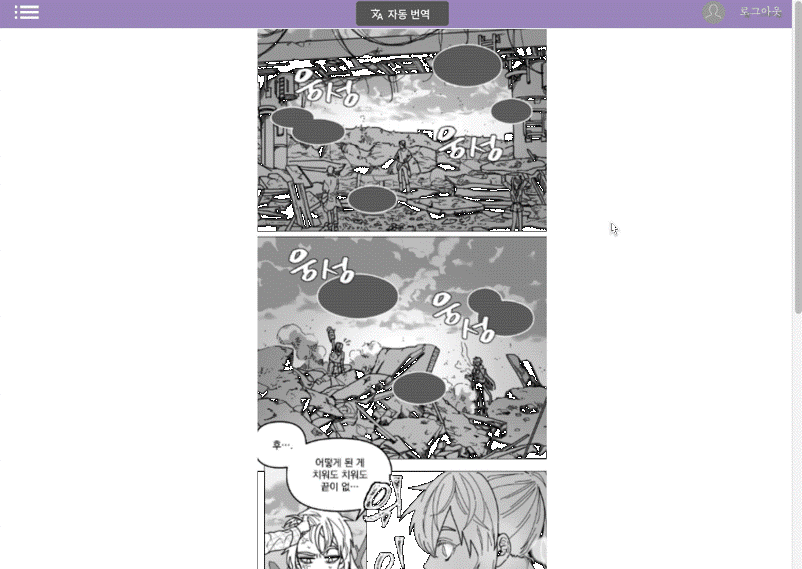 자동 번역
로그아웃
웅성
웅성
웅성
웅성
후….
어떻게 된 게
치워도 치워도
끝이 없…